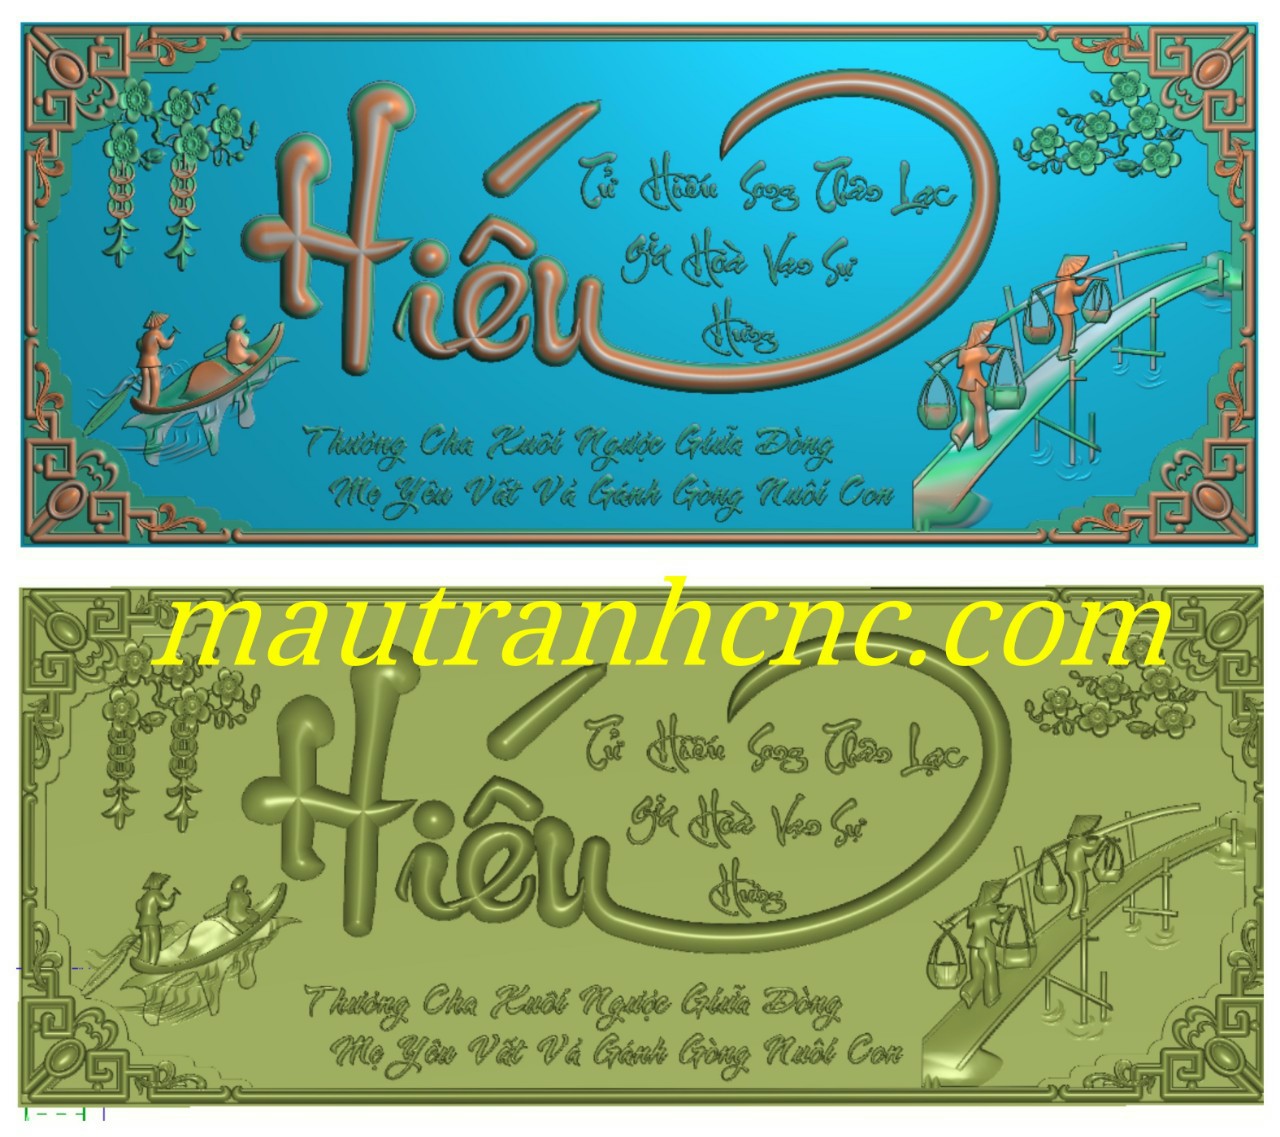 Hiếu
Tử Hiếu Song Thân Lạc
Gia Hoà Vạn Sự
Hưng
Thương Cha Xuôi Ngược Giữa Dòng
Mẹ Yêu Vất Vả Gánh Gồng Nuôi Con
mautranhcnc.com
Hiếu
Tử Hiếu Song Thân Lạc
Gia Hoà Vạn Sự
Hưng
Thương Cha Xuôi Ngược Giữa Dòng
Mẹ Yêu Vất Vả Gánh Gồng Nuôi Con